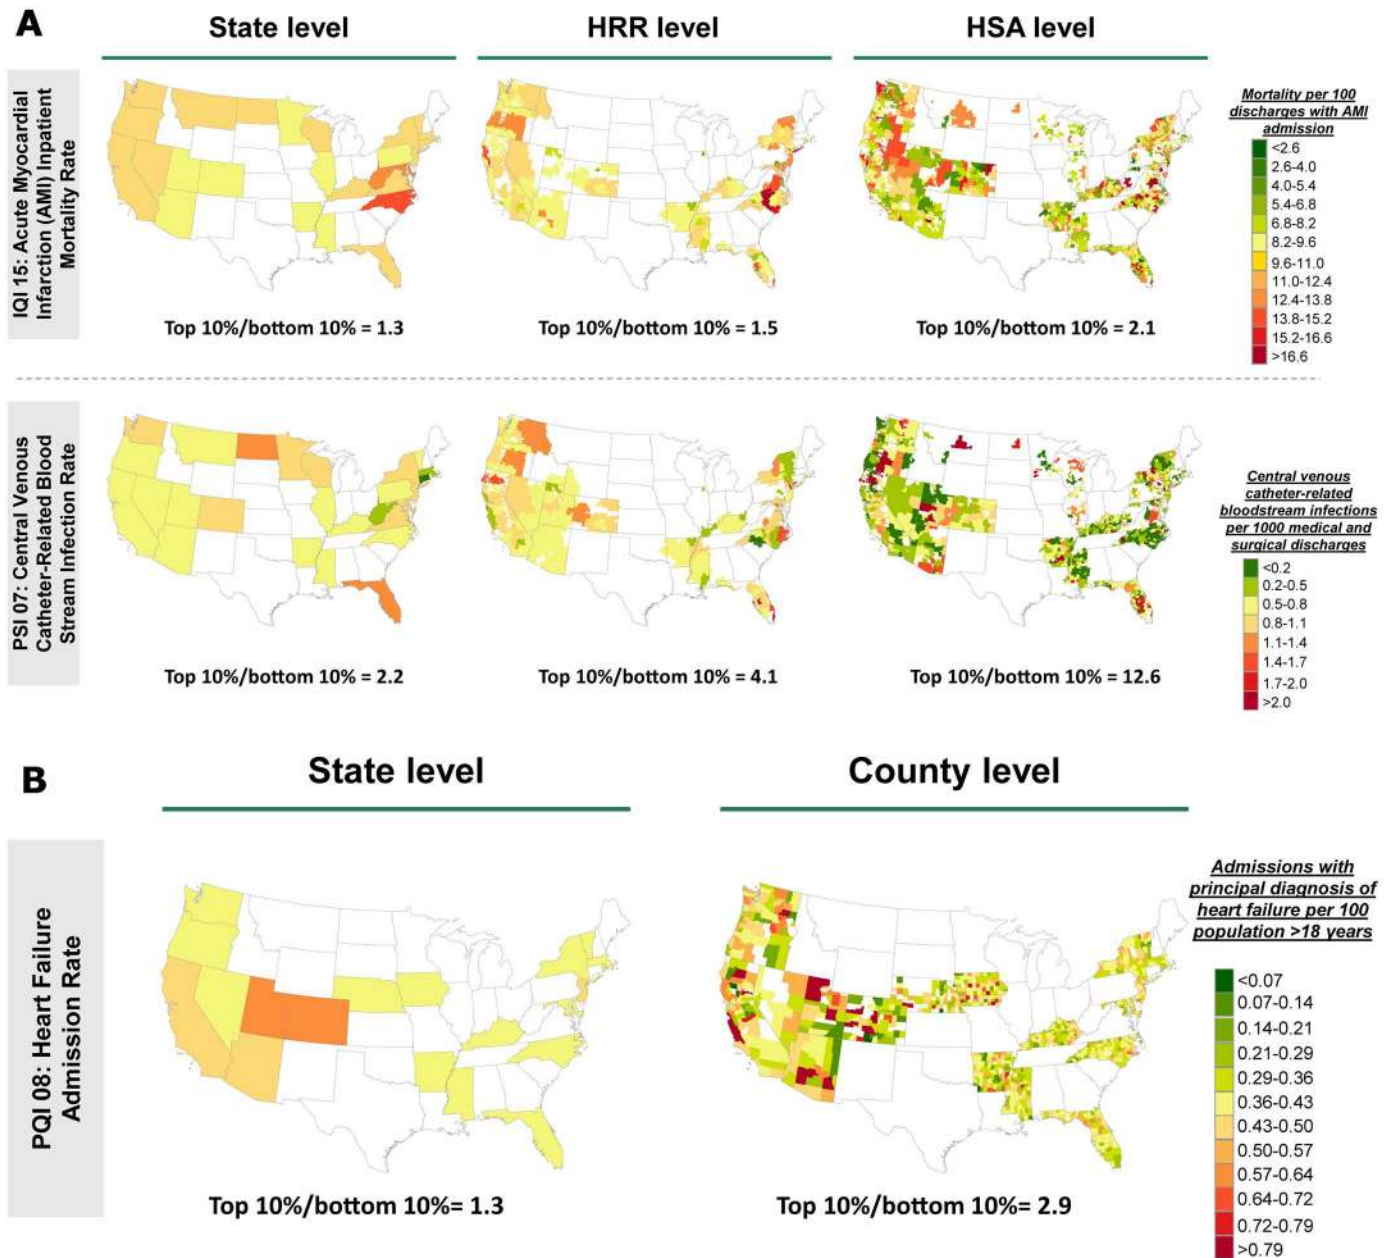 A
State level
HRR level
HSA level
IQI 15: Acute Myocardial
Infarction (AMI) Inpatient
Mortality Rate
Mortality per 100
discharges with AMI
admission
<2.6
2.6-4.0
4.0-5.4
5.4-6.8
6.8-8.2
8.2-9.6
9.6-11.0
11.0-12.4
12.4-13.8
13.8-15.2
15.2-16.6
>16.6
Top 10%/bottom 10% = 1.3
Top 10%/bottom 10% = 1.5
Top 10%/bottom 10% = 2.1
PSI 07: Central Venous
Catheter-Related Blood
Stream Infection Rate
Central venous
catheter-related
bloodstream infections
per 1000 medical and
surgical discharges
<0.2
0.2-0.5
0.5-0.8
0.8-1.1
1.1-1.4
1.4-1.7
1.7-2.0
>2.0
Top 10%/bottom 10% = 2.2
Top 10%/bottom 10% = 4.1
Top 10%/bottom 10% = 12.6
B
State level
County level
PQI 08: Heart Failure
Admission Rate
Admissions with
principal diagnosis of
heart failure per 100
population >18 years
<0.07
0.07-0.14
0.14-0.21
0.21-0.29
0.29-0.36
0.36-0.43
0.43-0.50
0.50-0.57
0.57-0.64
0.64-0.72
0.72-0.79
>0.79
Top 10%/bottom 10%= 1.3
Top 10%/bottom 10%= 2.9